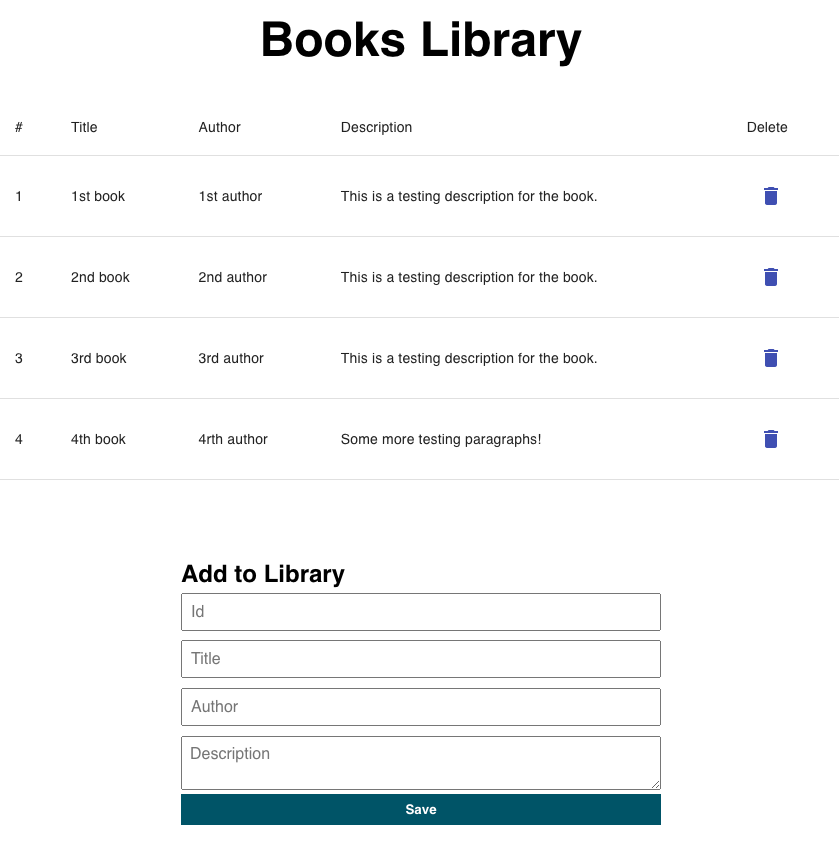 Books Library
# Title Author Description Delete
1 1st book 1st author This is a testing description for the book.
2 2nd book 2nd author This is a testing description for the book.
3 3rd book 3rd author This is a testing description for the book.
4 4th book 4rth author Some more testing paragraphs!
Add to Library
Id
Title
Author
Description
Save